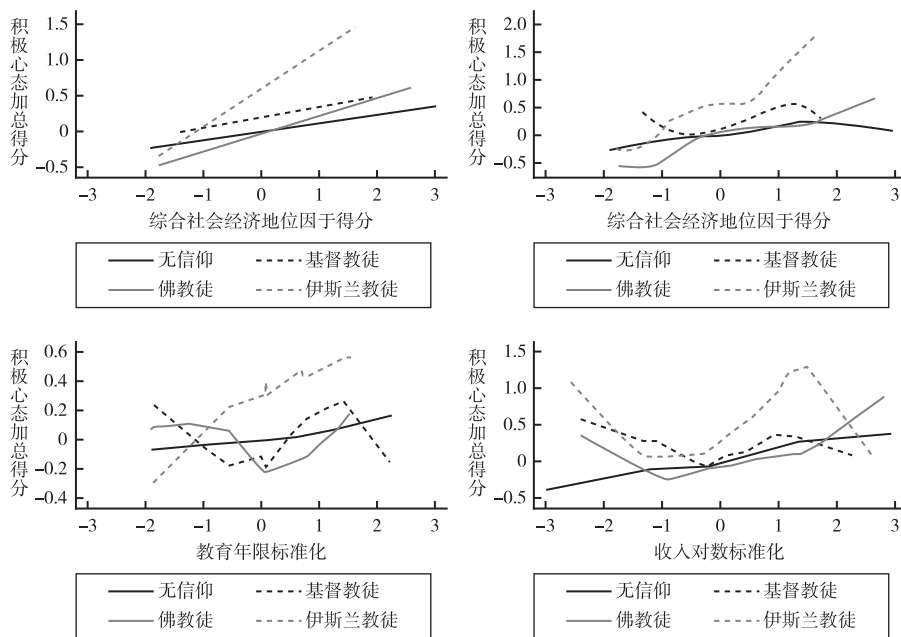 积极心态加总得分
1.5
1.0
0.5
0
−0.5
−3 −2 −1 0 1 2 3
综合社会经济地位因于得分
无信仰 基督教徒
佛教徒 伊斯兰教徒
积极心态加总得分
2.0
1.5
1.0
0.5
0
−0.5
−3 −2 −1 0 1 2 3
综合社会经济地位因于得分
无信仰 基督教徒
佛教徒 伊斯兰教徒
积极心态加总得分
0.6
0.4
0.2
0
−0.2
−0.4
−3 −2 −1 0 1 2 3
教育年限标准化
无信仰 基督教徒
佛教徒 伊斯兰教徒
积极心态加总得分
1.5
1.0
0.5
0
−0.5
−3 −2 −1 0 1 2 3
收入对数标准化
无信仰 基督教徒
佛教徒 伊斯兰教徒